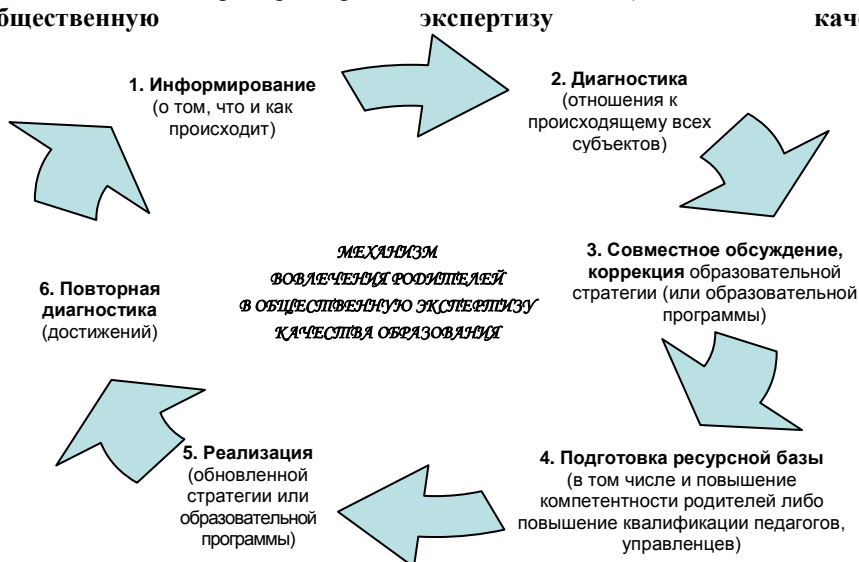 экспертизу
1. Информирование
(о том, что и как
происходит)
2. Диагностика
(отношения к
происходящему всех
субъектов)
МЕХАНИЗМ
ВОВЛЕЧЕНИЯ РОДИТЕЛЕЙ
В ОБЩЕСТВЕННУЮ ЭКСПЕРТИЗУ
КАЧЕСТВА ОБРАЗОВАНИЯ
3. Совместное обсуждение,
коррекция образовательной
стратегии (или образовательной
программы)
6. Повторная
диагностика
(достижений)
5. Реализация
(обновленной
стратегии или
образовательной
программы)
4. Подготовка ресурсной базы
(в том числе и повышение
компетентности родителей либо
повышение квалификации педагогов,
управленцев)